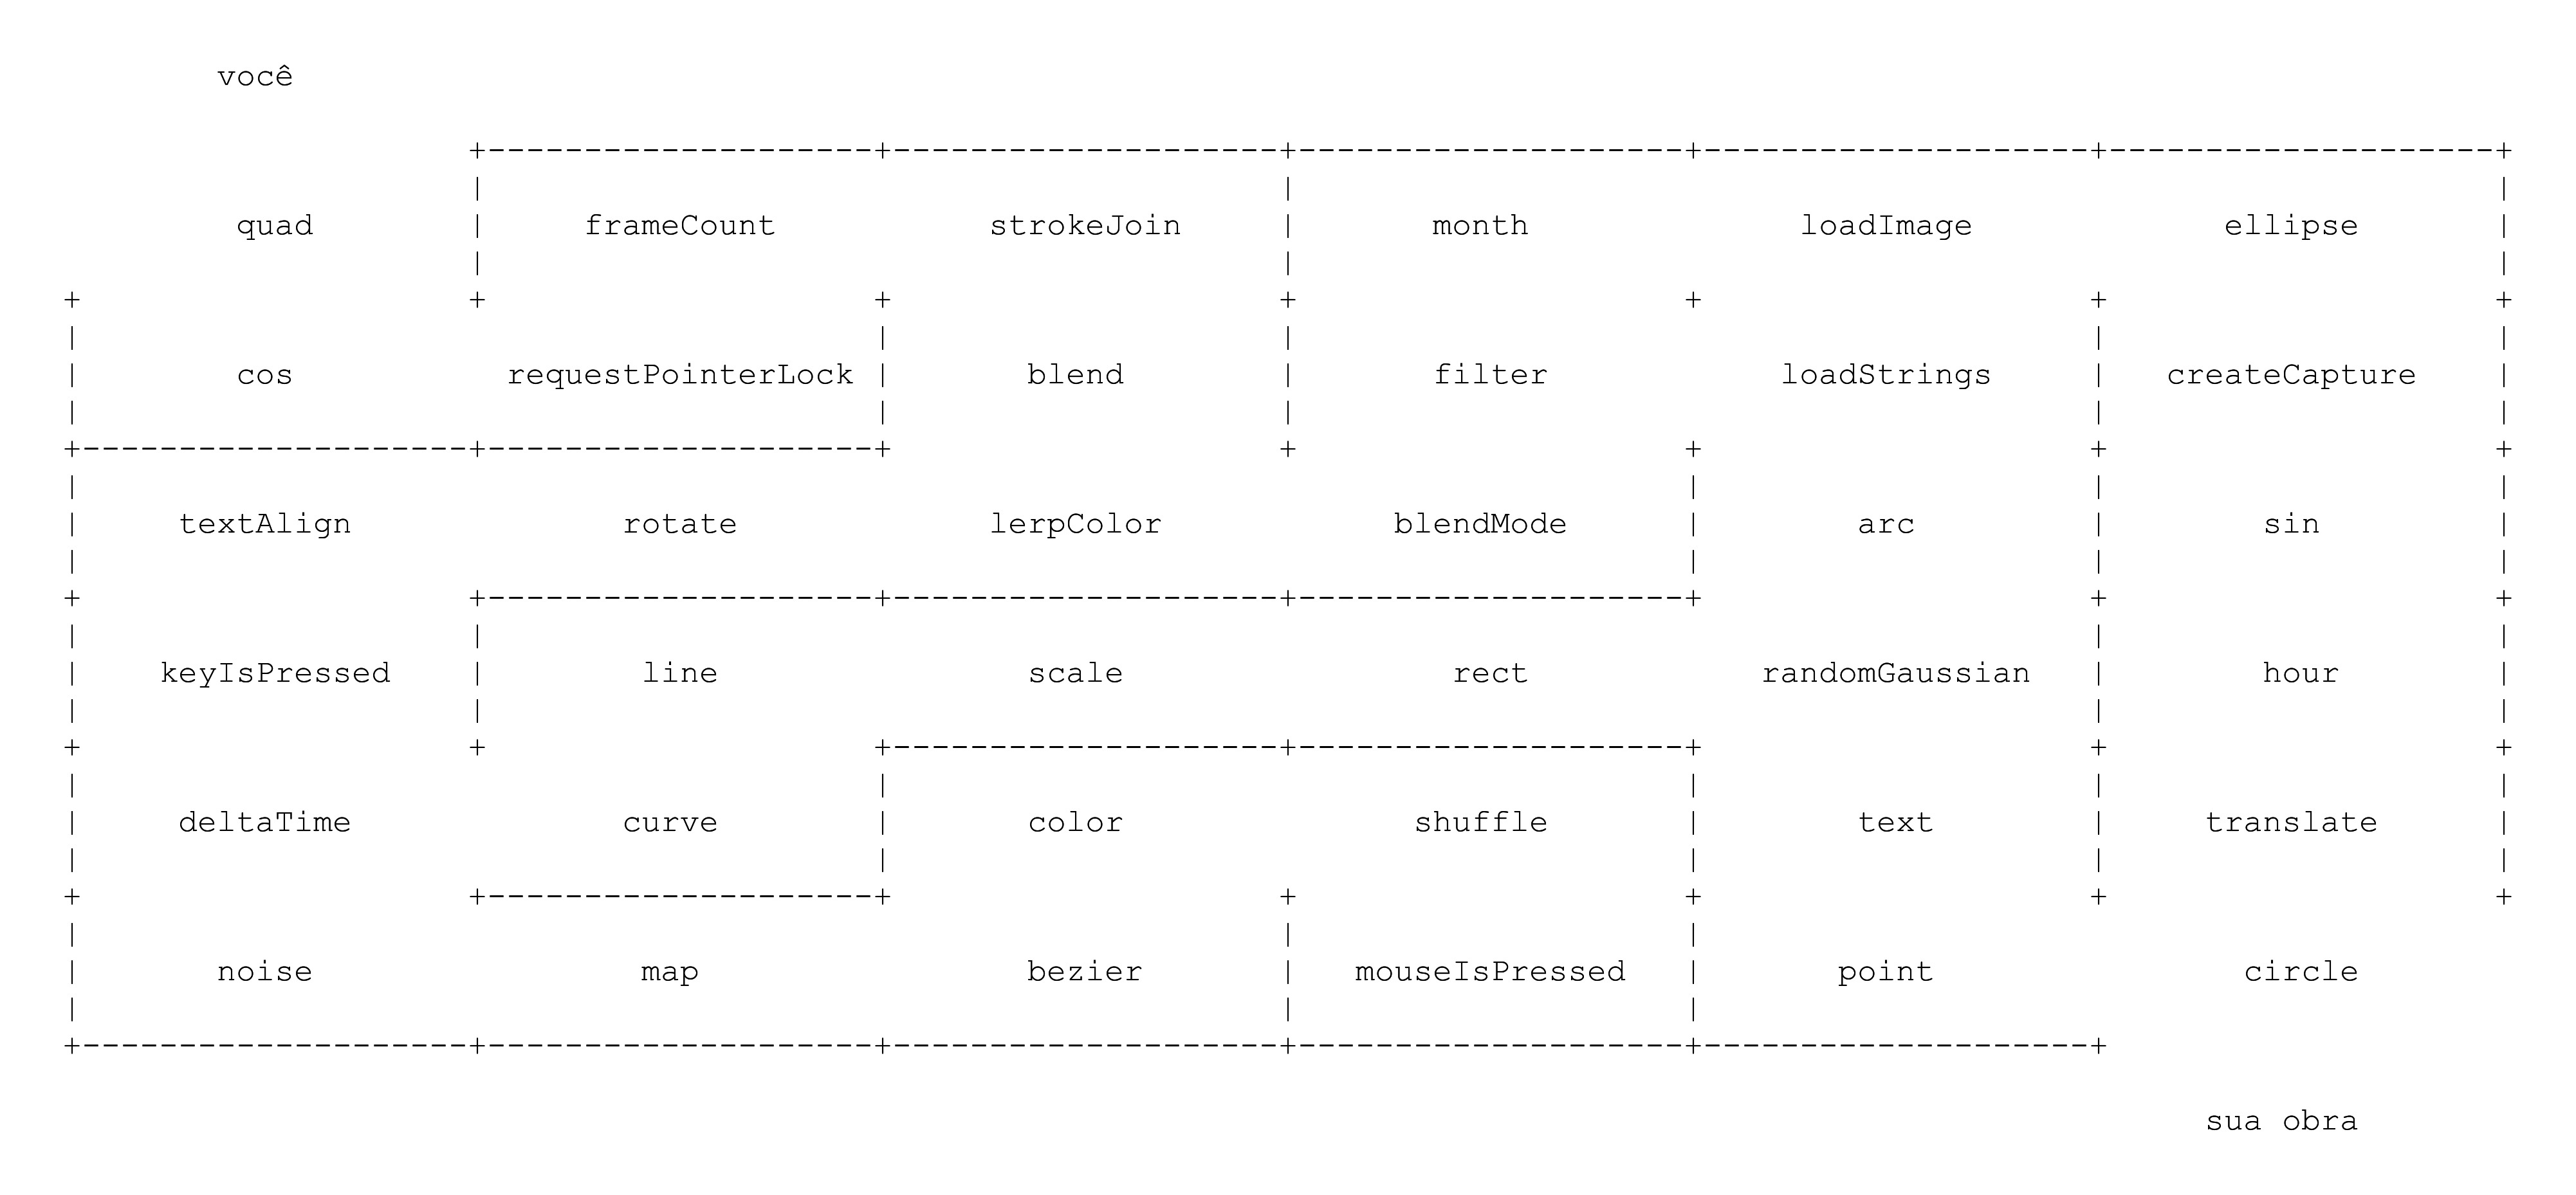 você
quad frameCount strokeJoin month loadImage ellipse
cos requestPointerLock blend filter loadStrings createCapture
textAlign rotate lerpColor blendMode arc sin
keyIsPressed line scale rect randomGaussian hour
deltaTime curve color shuffle text translate
noise map bezier mouseIsPressed point circle
sua obra